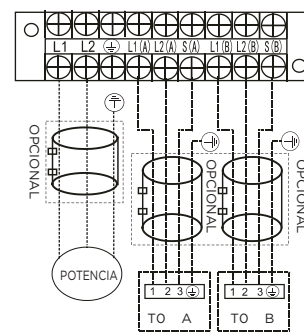 L1 L2 L1(A) L2(A) S(A) L1(B) L2(B) S(B)
OPCIONAL
OPCIONAL
OPCIONAL
POTENCIA
1 2 3
1 2 3
TO A
TO B